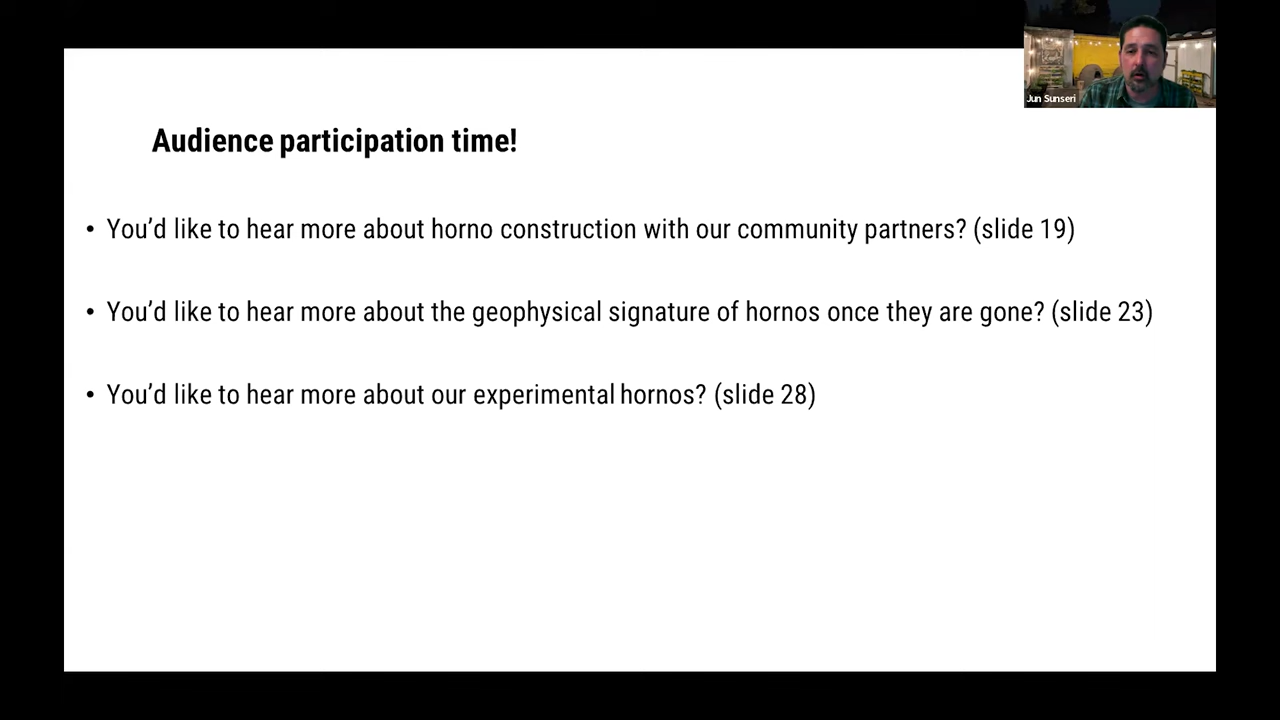 Jun Sunseri
Audience participation time!
• You’d like to hear more about horno construction with our community partners? (slide 19)
• You’d like to hear more about the geophysical signature of hornos once they are gone? (slide 23)
• You’d like to hear more about our experimental hornos? (slide 28)